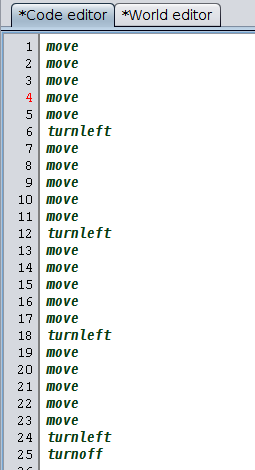 *Code editor *World editor
1 move
2 move
3 move
4 move
5 move
6 turnleft
7 move
8 move
9 move
10 move
11 move
12 turnleft
13 move
14 move
15 move
16 move
17 move
18 turnleft
19 move
20 move
21 move
22 move
23 move
24 turnleft
25 turnoff